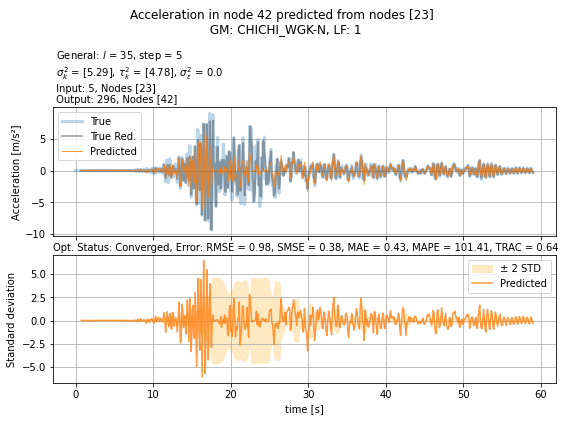 Acceleration in node 42 predicted from nodes [23]
GM: CHICHI_WGK-N, LF: 1
General: l = 35, step = 5
σ²ₖ = [5.29], τ²ₖ = [4.78], σ²ε = 0.0
Input: 5, Nodes [23]
Output: 296, Nodes [42]
True
True Red.
Predicted
Acceleration [m/s²]
5
0
−5
−10
Opt. Status: Converged, Error: RMSE = 0.98, SMSE = 0.38, MAE = 0.43, MAPE = 101.41, TRAC = 0.64
± 2 STD
Predicted
Standard deviation
5.0
2.5
0.0
−2.5
−5.0
0 10 20 30 40 50 60
time [s]